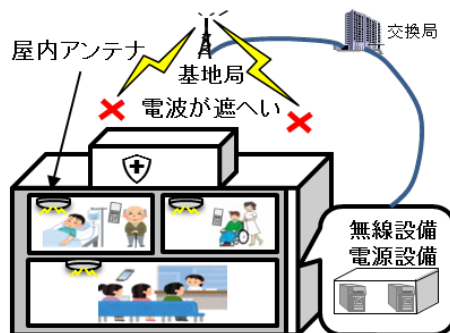 交換局
屋内アンテナ
基地局
電波が遮へい
無線設備
電源設備